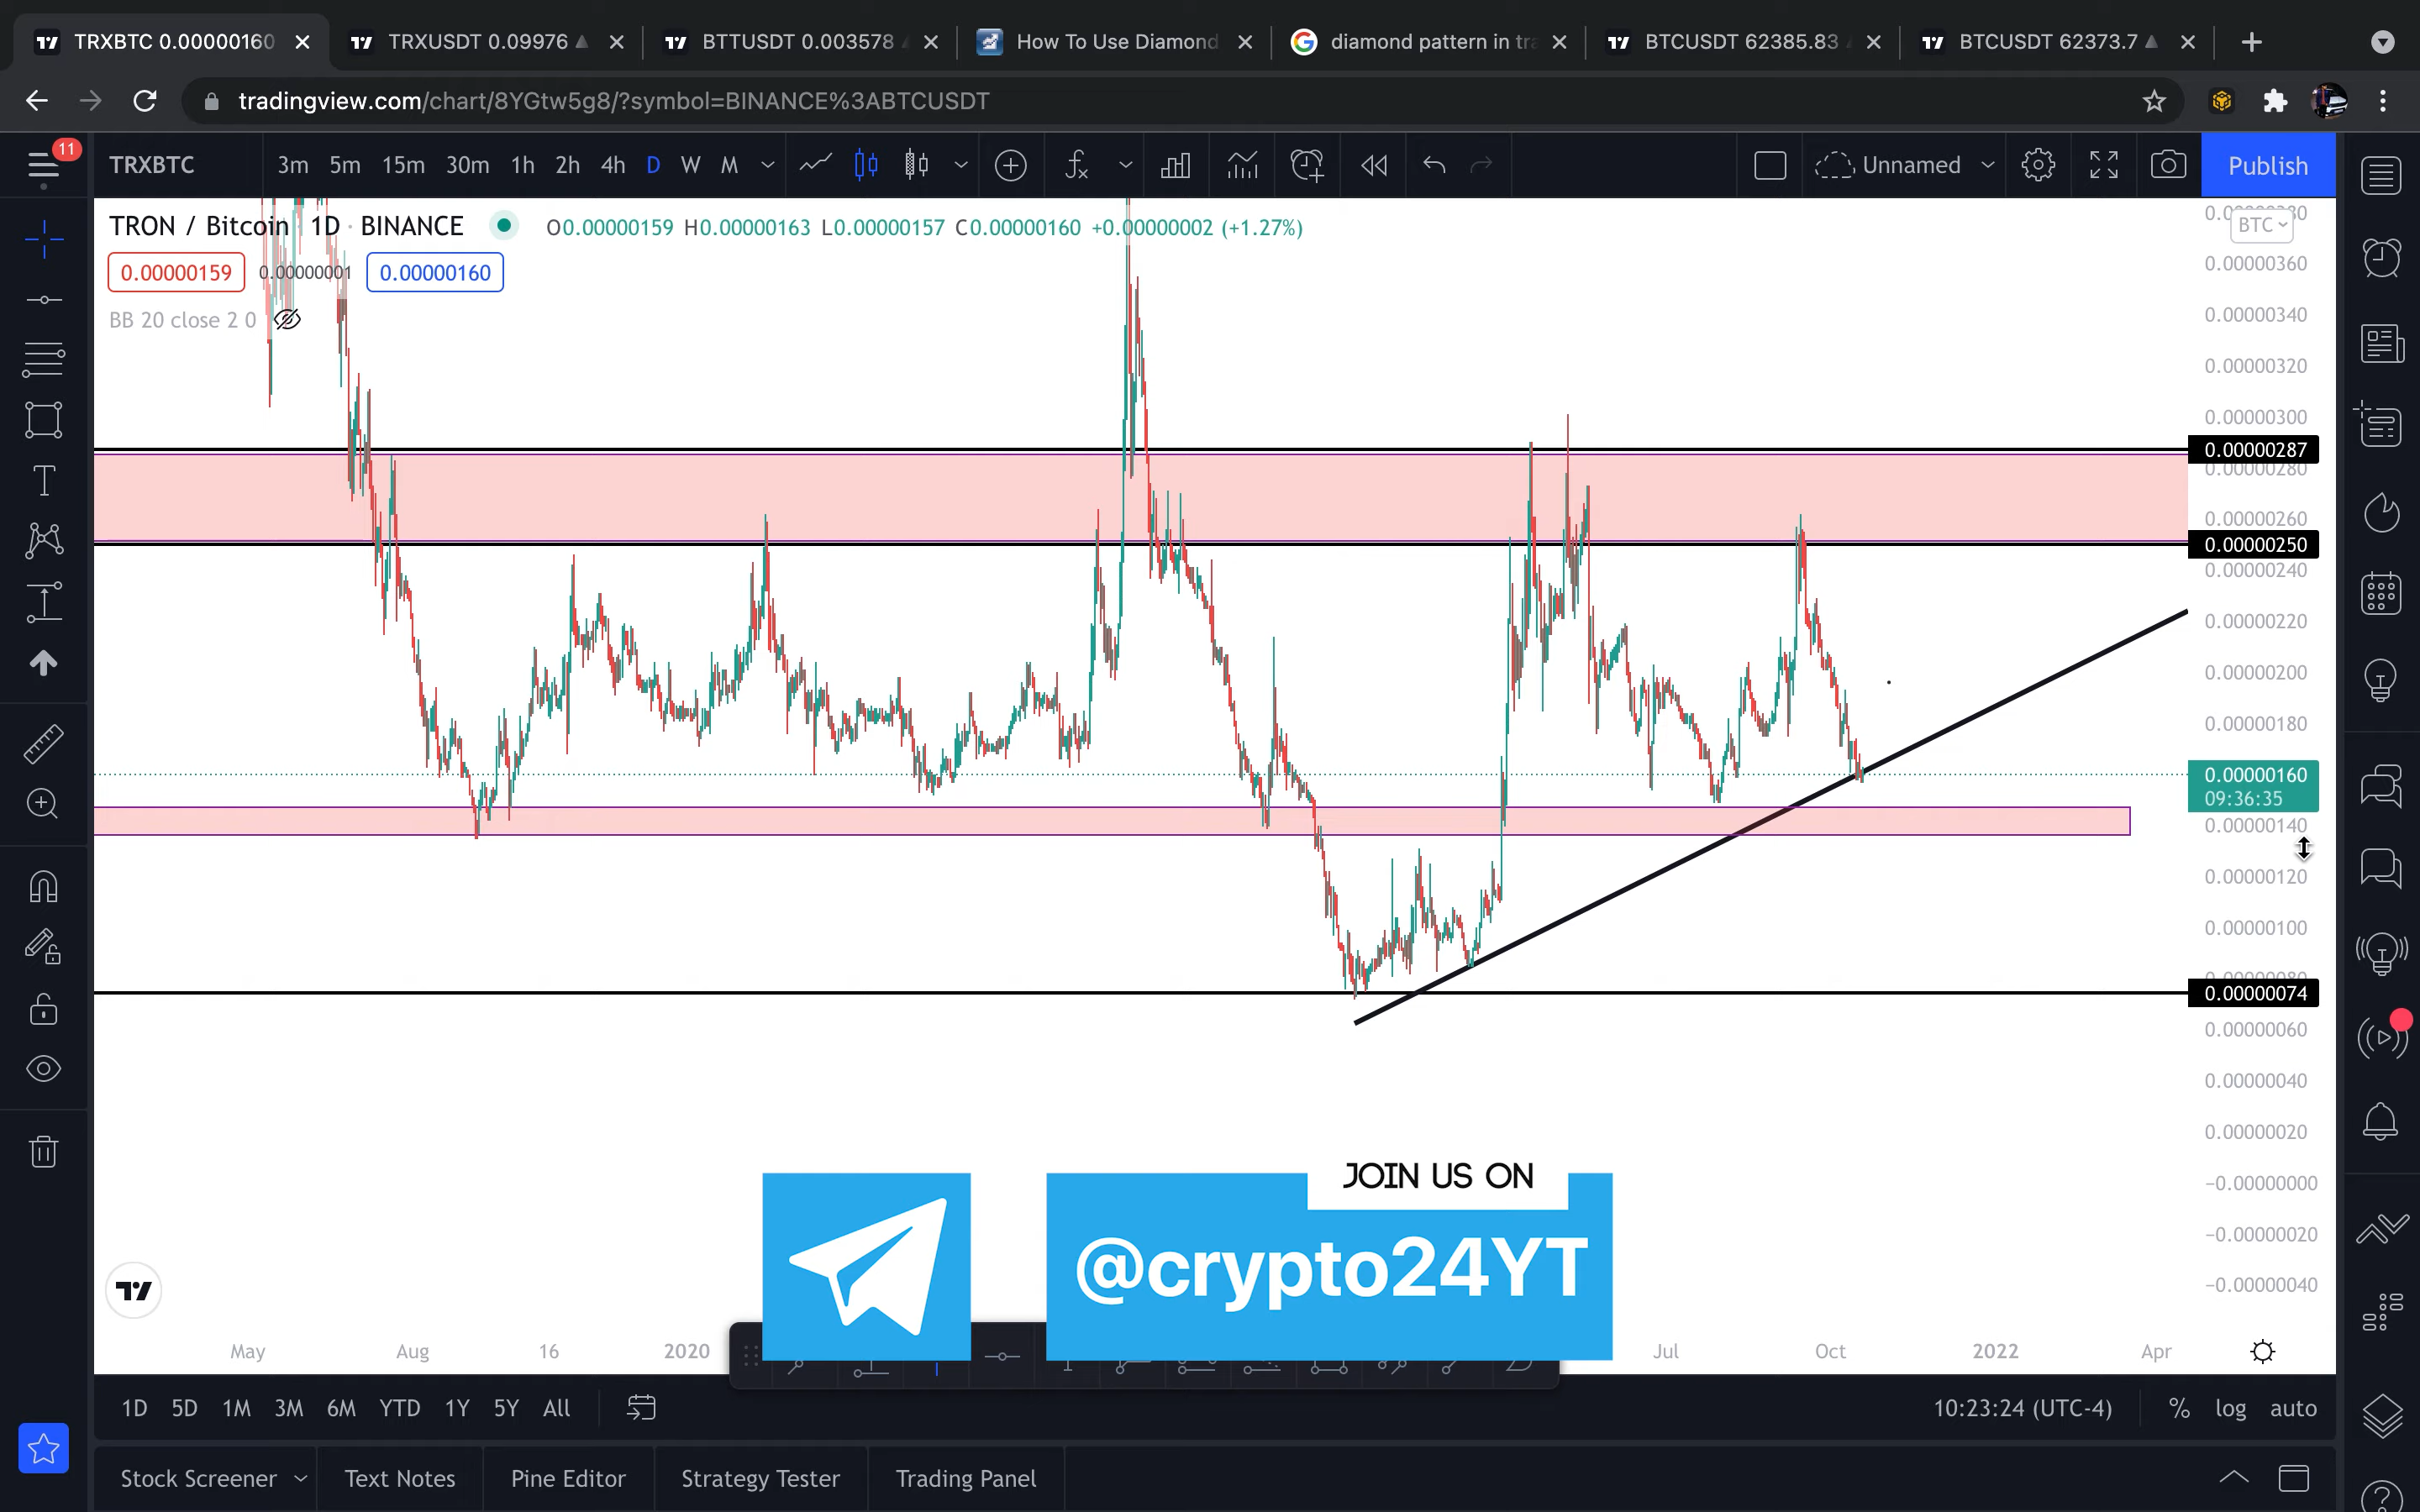 TRXBTC 0.00000160
TRXUSDT 0.09976
BTTUSDT 0.003578
How To Use Diamond
diamond pattern in tra
BTCUSDT 62385.83
BTCUSDT 62373.7
tradingview.com/chart/8YGtw5g8/?symbol=BINANCE%3ABTCUSDT
11
TRXBTC
3m 5m 15m 30m 1h 2h 4h D W M
Unnamed
Publish
TRON / Bitcoin · 1D · BINANCE
O0.00000159 H0.00000163 L0.00000157 C0.00000160 +0.00000002 (+1.27%)
BTC
0.00000159
0.00000001
0.00000160
BB 20 close 2 0
0.00000360
0.00000340
0.00000320
0.00000300
0.00000287
0.00000280
0.00000260
0.00000250
0.00000240
0.00000220
0.00000200
0.00000180
0.00000160
09:36:35
0.00000140
0.00000120
0.00000100
0.00000074
0.00000060
0.00000040
0.00000020
−0.00000000
−0.00000020
−0.00000040
JOIN US ON
@crypto24YT
May Aug 16 2020 Jul Oct 2022 Apr
1D 5D 1M 3M 6M YTD 1Y 5Y All
10:23:24 (UTC-4) % log auto
Stock Screener Text Notes Pine Editor Strategy Tester Trading Panel